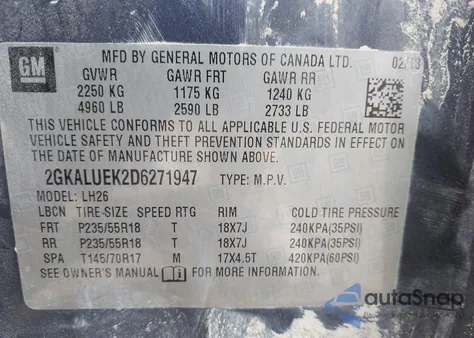 GM
MFD BY GENERAL MOTORS OF CANADA LTD. 02/13
GVWR GAWR FRT GAWR RR
2250 KG 1175 KG 1240 KG
4960 LB 2590 LB 2733 LB
THIS VEHICLE CONFORMS TO ALL APPLICABLE U.S. FEDERAL MOTOR
VEHICLE SAFETY AND THEFT PREVENTION STANDARDS IN EFFECT ON THE
DATE OF MANUFACTURE SHOWN ABOVE.
2GKALUEK2D6271947 TYPE: M.P.V.
MODEL: LH26
LBCN TIRE-SIZE SPEED RTG RIM COLD TIRE PRESSURE
FRT P235/55R18 T 18X7J 240KPA(35PSI)
RR P235/55R18 T 18X7J 240KPA(35PSI)
SPA T145/70R17 M 17X4.5T 420KPA(60PSI)
SEE OWNER'S MANUAL FOR MORE INFORMATION.
autoSnap